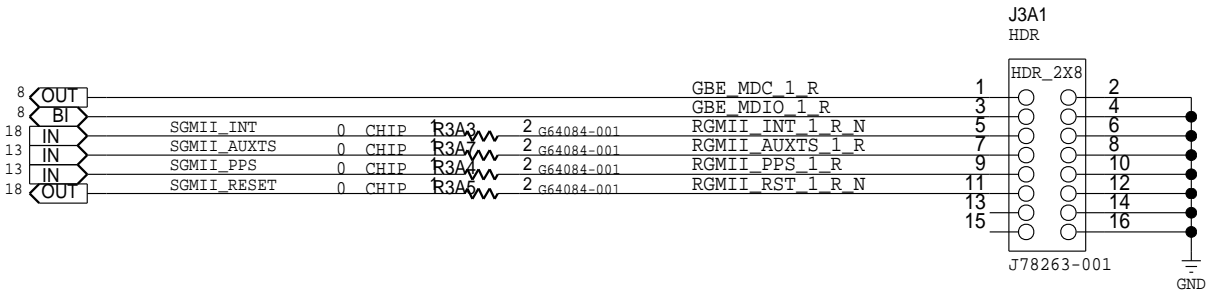 J3A1
HDR
HDR_2X8
8 OUT GBE_MDC_1_R 1 2
8 BI GBE_MDIO_1_R 3 4
18 IN SGMII_INT 0 CHIP 1 R3A3 2 G64084-001 RGMII_INT_1_R_N 5 6
13 IN SGMII_AUXTS 0 CHIP 1 R3A7 2 G64084-001 RGMII_AUXTS_1_R 7 8
13 IN SGMII_PPS 0 CHIP 1 R3A4 2 G64084-001 RGMII_PPS_1_R 9 10
18 OUT SGMII_RESET 0 CHIP 1 R3A5 2 G64084-001 RGMII_RST_1_R_N 11 12
13 14
15 16
J78263-001
GND